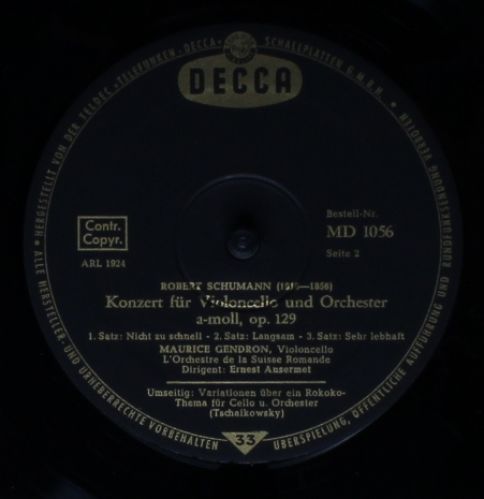 * ALLE HERSTELLER- UND URHEBERRECHTE VORBEHALTEN * HERGESTELLT VON DER TELDEC „TELEFUNKEN-DECCA“ SCHALLPLATTEN G.M.B.H.
ÜBERSPIELUNG, ÖFFENTLICHE AUFFÜHRUNG UND RUNDFUNKSENDUNG VERBOTEN
DECCA
Contr.
Copyr.
ARL 1924
Bestell-Nr.
MD 1056
Seite 2
ROBERT SCHUMANN (1810—1856)
Konzert für Violoncello und Orchester
a-moll, op. 129
1. Satz: Nicht zu schnell - 2. Satz: Langsam - 3. Satz: Sehr lebhaft
MAURICE GENDRON, Violoncello
L'Orchestre de la Suisse Romande
Dirigent: Ernest Ansermet
Umseitig: Variationen über ein Rokoko-
Thema für Cello u. Orchester
(Tschaikowsky)
33